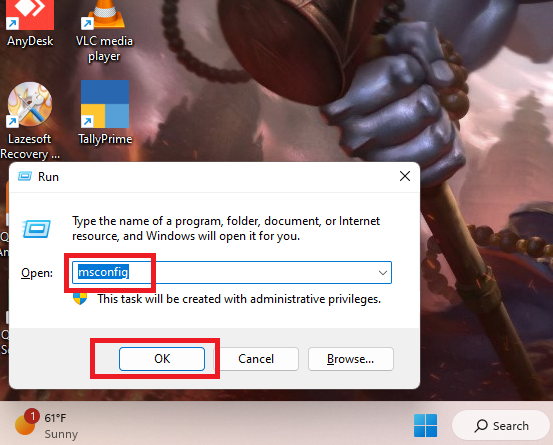 AnyDesk
VLC media
player
Lazesoft
Recovery ...
TallyPrime
Run
Type the name of a program, folder, document, or Internet
resource, and Windows will open it for you.
Open:
msconfig
This task will be created with administrative privileges.
OK
Cancel
Browse...
1
61°F
Sunny
Search